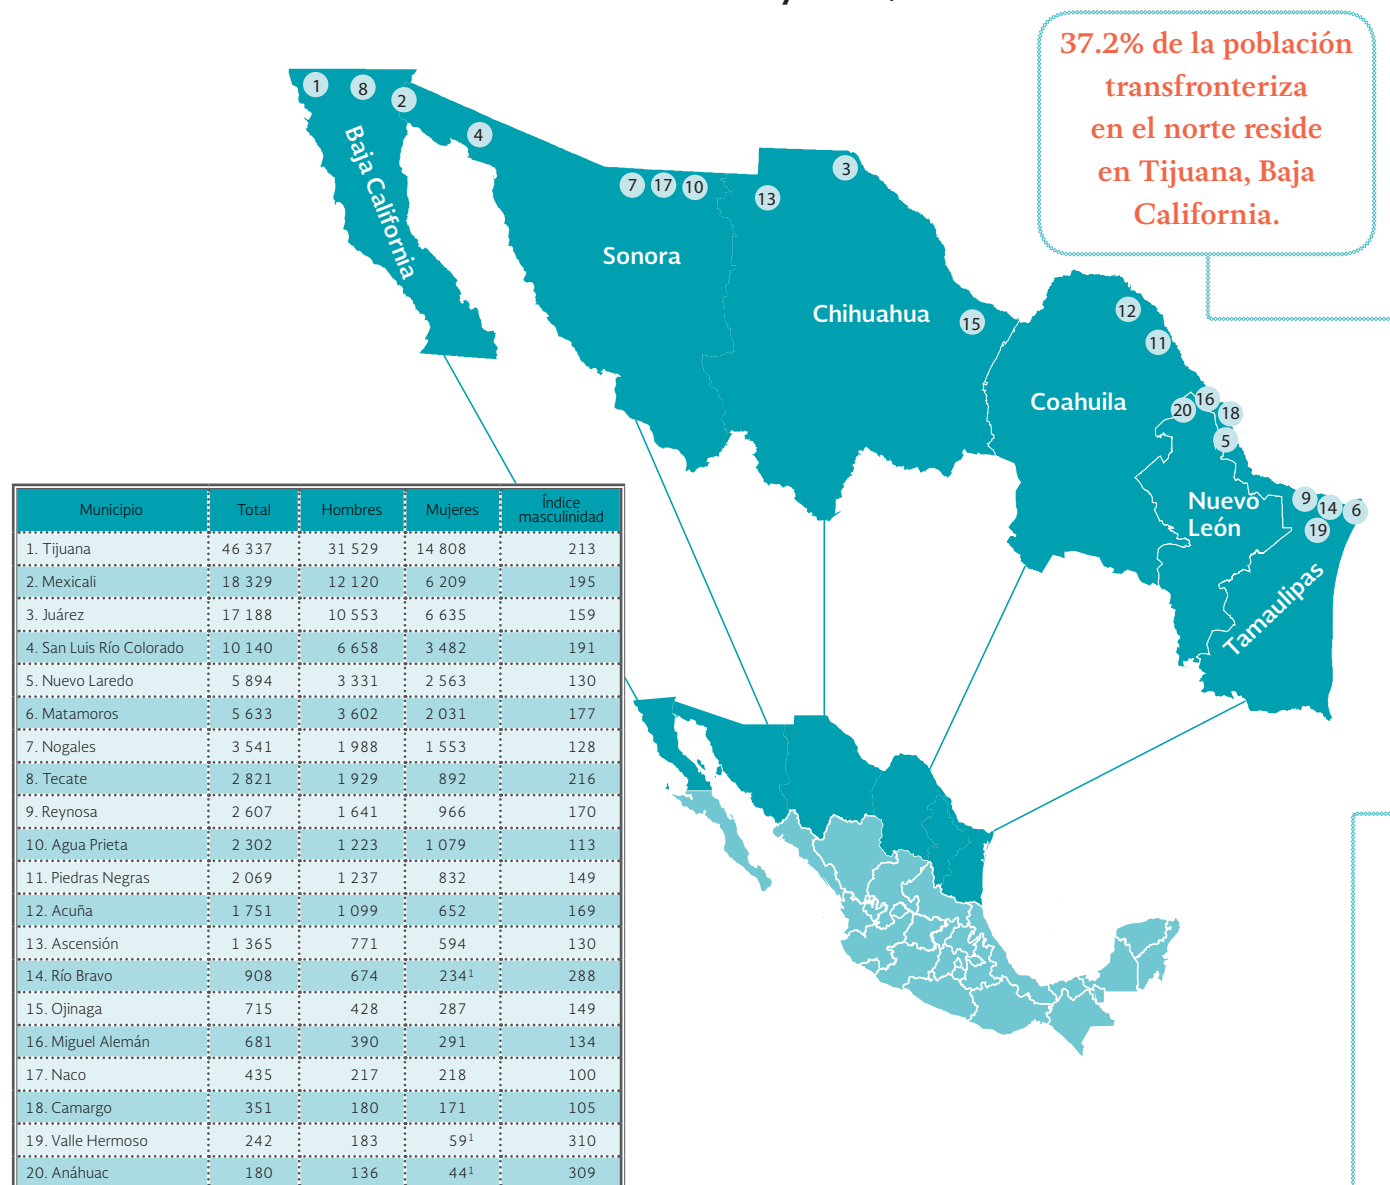 37.2% de la población
transfronteriza
en el norte reside
en Tijuana, Baja
California.
1
8
2
4
7
17
10
13
3
15
12
11
16
20
18
5
9
14
6
19
Baja California
Sonora
Chihuahua
Coahuila
Nuevo
León
Tamaulipas
Municipio Total Hombres Mujeres Índice masculinidad
1. Tijuana 46 337 31 529 14 808 213
2. Mexicali 18 329 12 120 6 209 195
3. Juárez 17 188 10 553 6 635 159
4. San Luis Río Colorado 10 140 6 658 3 482 191
5. Nuevo Laredo 5 894 3 331 2 563 130
6. Matamoros 5 633 3 602 2 031 177
7. Nogales 3 541 1 988 1 553 128
8. Tecate 2 821 1 929 892 216
9. Reynosa 2 607 1 641 966 170
10. Agua Prieta 2 302 1 223 1 079 113
11. Piedras Negras 2 069 1 237 832 149
12. Acuña 1 751 1 099 652 169
13. Ascensión 1 365 771 594 130
14. Río Bravo 908 674 234¹ 288
15. Ojinaga 715 428 287 149
16. Miguel Alemán 681 390 291 134
17. Naco 435 217 218 100
18. Camargo 351 180 171 105
19. Valle Hermoso 242 183 59¹ 310
20. Anáhuac 180 136 44¹ 309